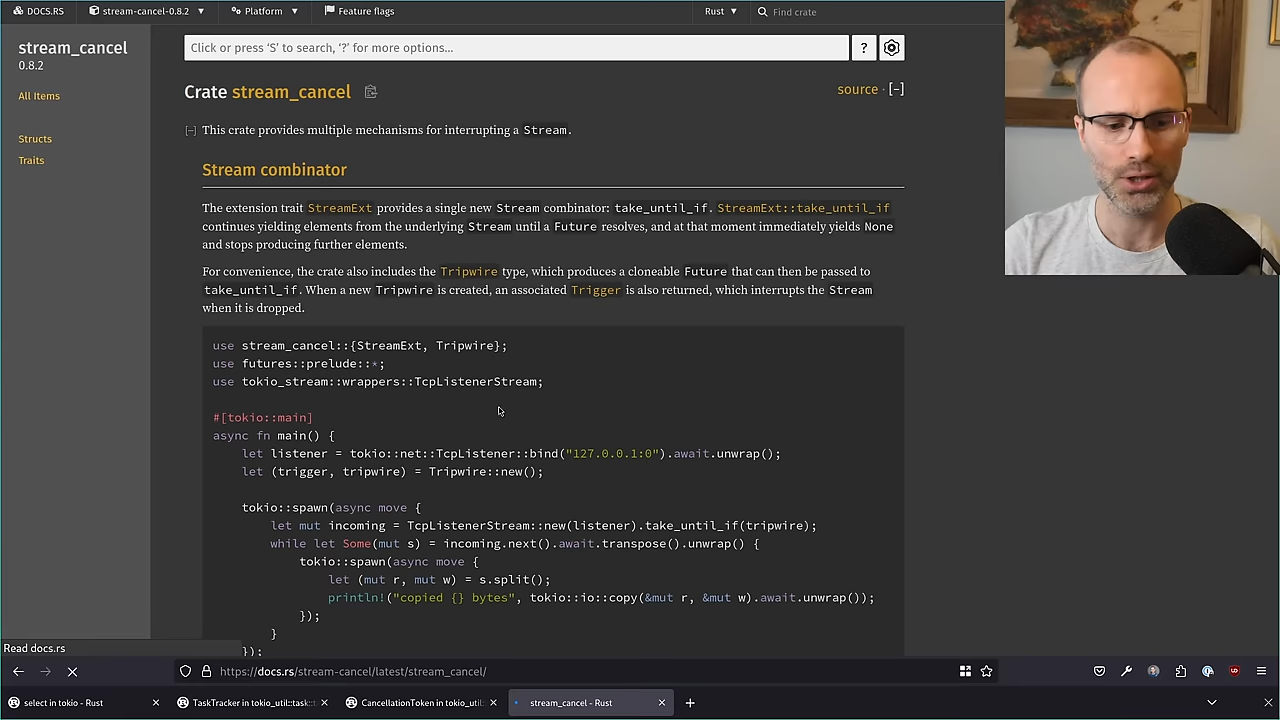 DOCS.RS
stream-cancel-0.8.2
Platform
Feature flags
Rust
Find crate
stream_cancel
0.8.2
All Items
Structs
Traits
Click or press ‘S’ to search, ‘?’ for more options…
?
Crate stream_cancel
source · [-]
[-] This crate provides multiple mechanisms for interrupting a Stream.
Stream combinator
The extension trait StreamExt provides a single new Stream combinator: take_until_if. StreamExt::take_until_if
continues yielding elements from the underlying Stream until a Future resolves, and at that moment immediately yields None
and stops producing further elements.
For convenience, the crate also includes the Tripwire type, which produces a cloneable Future that can then be passed to
take_until_if. When a new Tripwire is created, an associated Trigger is also returned, which interrupts the Stream
when it is dropped.
use stream_cancel::{StreamExt, Tripwire};
use futures::prelude::*;
use tokio_stream::wrappers::TcpListenerStream;
#[tokio::main]
async fn main() {
let listener = tokio::net::TcpListener::bind("127.0.0.1:0").await.unwrap();
let (trigger, tripwire) = Tripwire::new();
tokio::spawn(async move {
let mut incoming = TcpListenerStream::new(listener).take_until_if(tripwire);
while let Some(mut s) = incoming.next().await.transpose().unwrap() {
tokio::spawn(async move {
let (mut r, mut w) = s.split();
println!("copied {} bytes", tokio::io::copy(&mut r, &mut w).await.unwrap());
});
}
});
Read docs.rs
https://docs.rs/stream-cancel/latest/stream_cancel/
select in tokio - Rust
TaskTracker in tokio_util::task::
CancellationToken in tokio_util:
stream_cancel - Rust